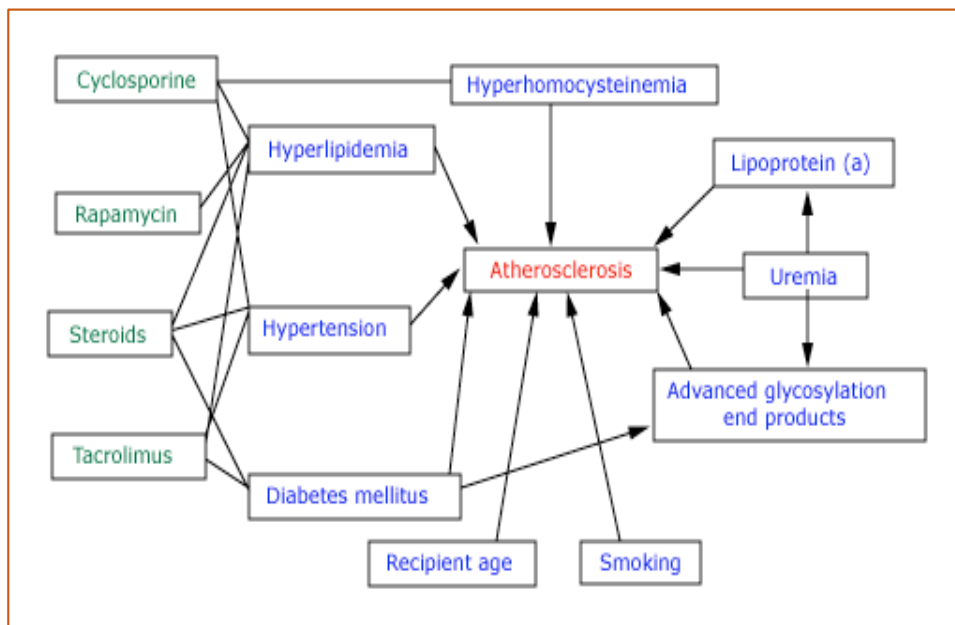 Cyclosporine
Hyperhomocysteinemia
Hyperlipidemia
Lipoprotein (a)
Rapamycin
Atherosclerosis
Uremia
Steroids
Hypertension
Advanced glycosylation
end products
Tacrolimus
Diabetes mellitus
Recipient age
Smoking